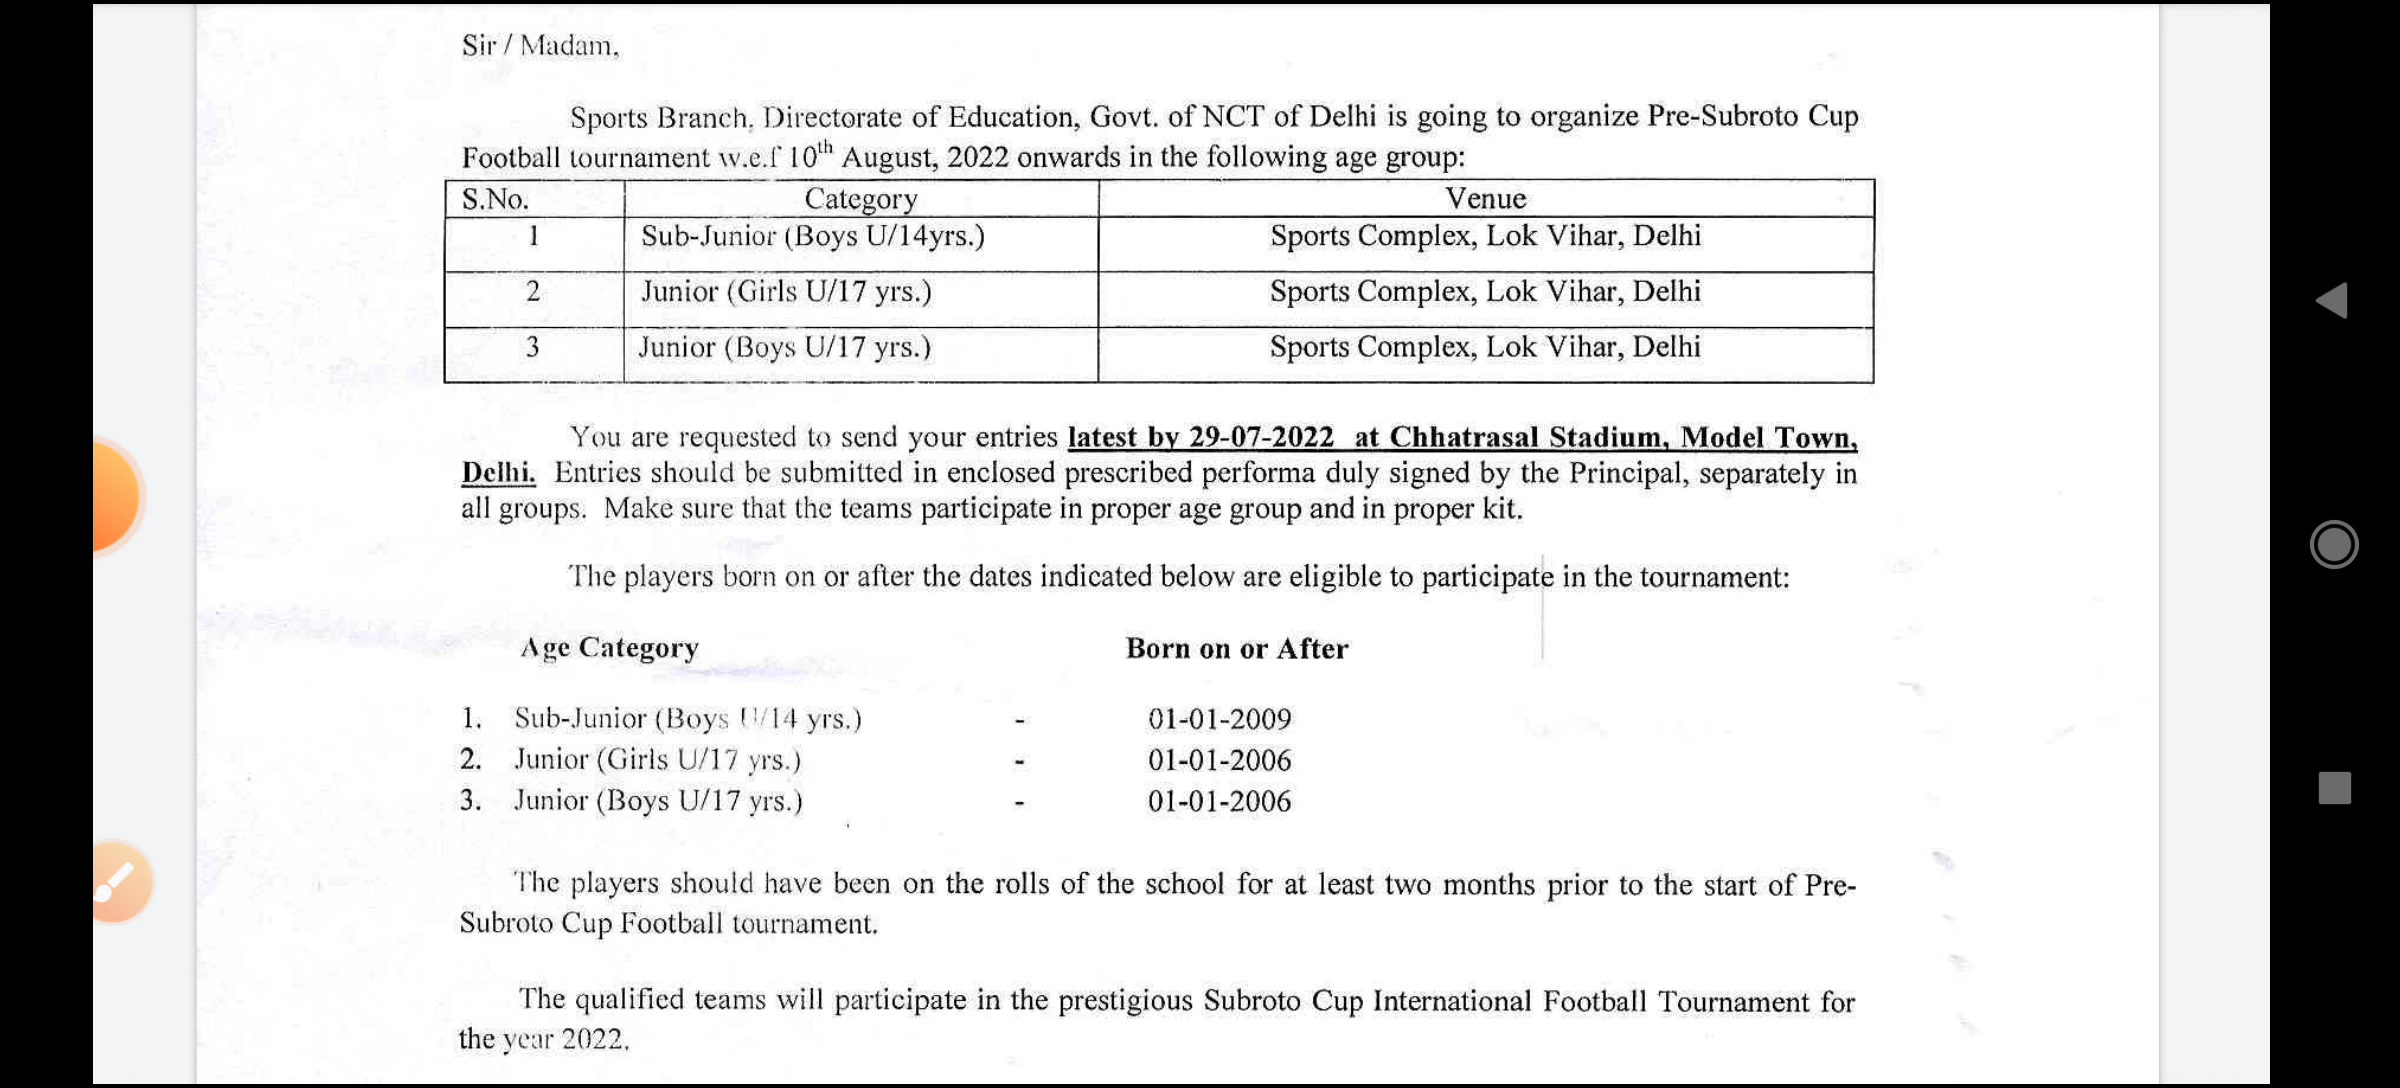 Sir / Madam,
Sports Branch, Directorate of Education, Govt. of NCT of Delhi is going to organize Pre-Subroto Cup
Football tournament w.e.f 10th August, 2022 onwards in the following age group:
S.No. Category Venue
1 Sub-Junior (Boys U/14yrs.) Sports Complex, Lok Vihar, Delhi
2 Junior (Girls U/17 yrs.) Sports Complex, Lok Vihar, Delhi
3 Junior (Boys U/17 yrs.) Sports Complex, Lok Vihar, Delhi
You are requested to send your entries latest by 29-07-2022 at Chhatrasal Stadium, Model Town,
Delhi. Entries should be submitted in enclosed prescribed performa duly signed by the Principal, separately in
all groups. Make sure that the teams participate in proper age group and in proper kit.
The players born on or after the dates indicated below are eligible to participate in the tournament:
Age Category Born on or After
1. Sub-Junior (Boys U/14 yrs.) - 01-01-2009
2. Junior (Girls U/17 yrs.) - 01-01-2006
3. Junior (Boys U/17 yrs.) - 01-01-2006
The players should have been on the rolls of the school for at least two months prior to the start of Pre-
Subroto Cup Football tournament.
The qualified teams will participate in the prestigious Subroto Cup International Football Tournament for
the year 2022.